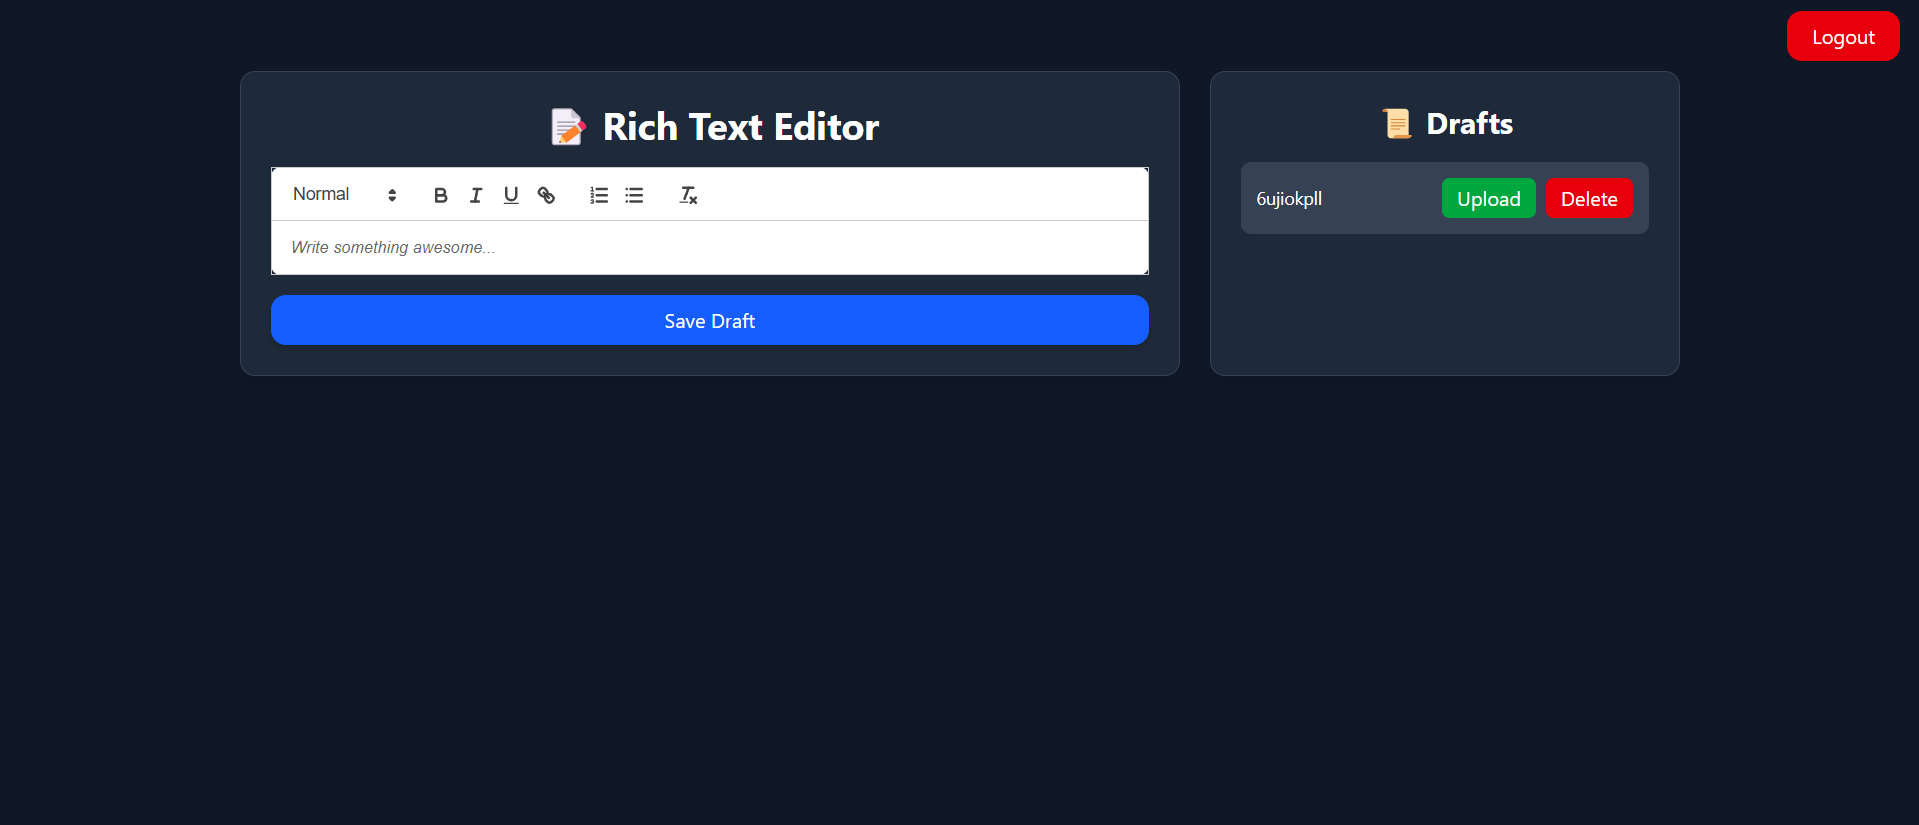 Logout
Rich Text Editor
Normal
Write something awesome...
Save Draft
Drafts
6ujiokpll
Upload
Delete